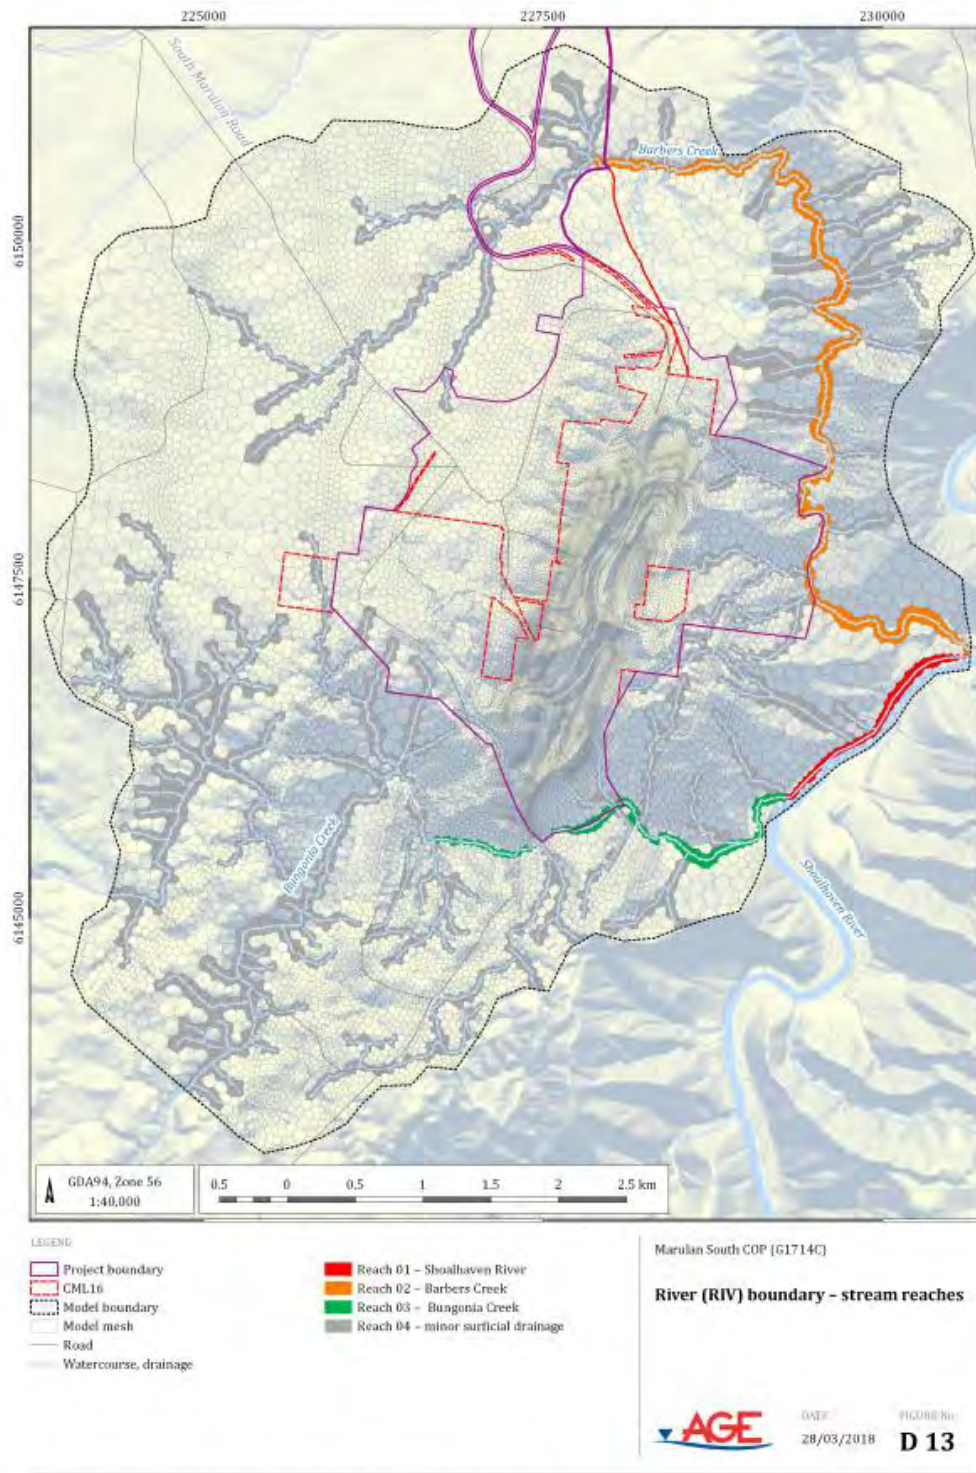 225000
227500
230000
South Marulan Road
Barbers Creek
6150000
6147500
6145000
Bungonia Creek
Shoalhaven River
GDA94, Zone 56
1:40,000
0.5 0 0.5 1 1.5 2 2.5 km
LEGEND
Project boundary
CML16
Model boundary
Model mesh
Road
Watercourse, drainage
Reach 01 – Shoalhaven River
Reach 02 – Barbers Creek
Reach 03 – Bungonia Creek
Reach 04 – minor surficial drainage
Marulan South COP (G1714C)
River (RIV) boundary – stream reaches
AGE
DATE
28/03/2018
FIGURE No:
D 13